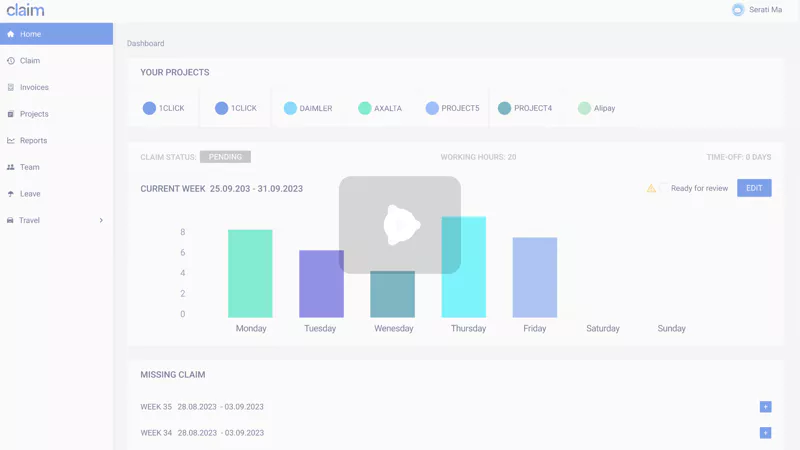 claim
Serati Ma
Home
Claim
Invoices
Projects
Reports
Team
Leave
Travel
Dashboard
YOUR PROJECTS
1CLICK 1CLICK DAIMLER AXALTA PROJECT5 PROJECT4 Alipay
CLAIM STATUS: PENDING WORKING HOURS: 20 TIME-OFF: 0 DAYS
CURRENT WEEK 25.09.203 - 31.09.2023 Ready for review EDIT
8
6
4
2
0
Monday Tuesday Wenesday Thursday Friday Saturday Sunday
MISSING CLAIM
WEEK 35 28.08.2023 - 03.09.2023 +
WEEK 34 28.08.2023 - 03.09.2023 +